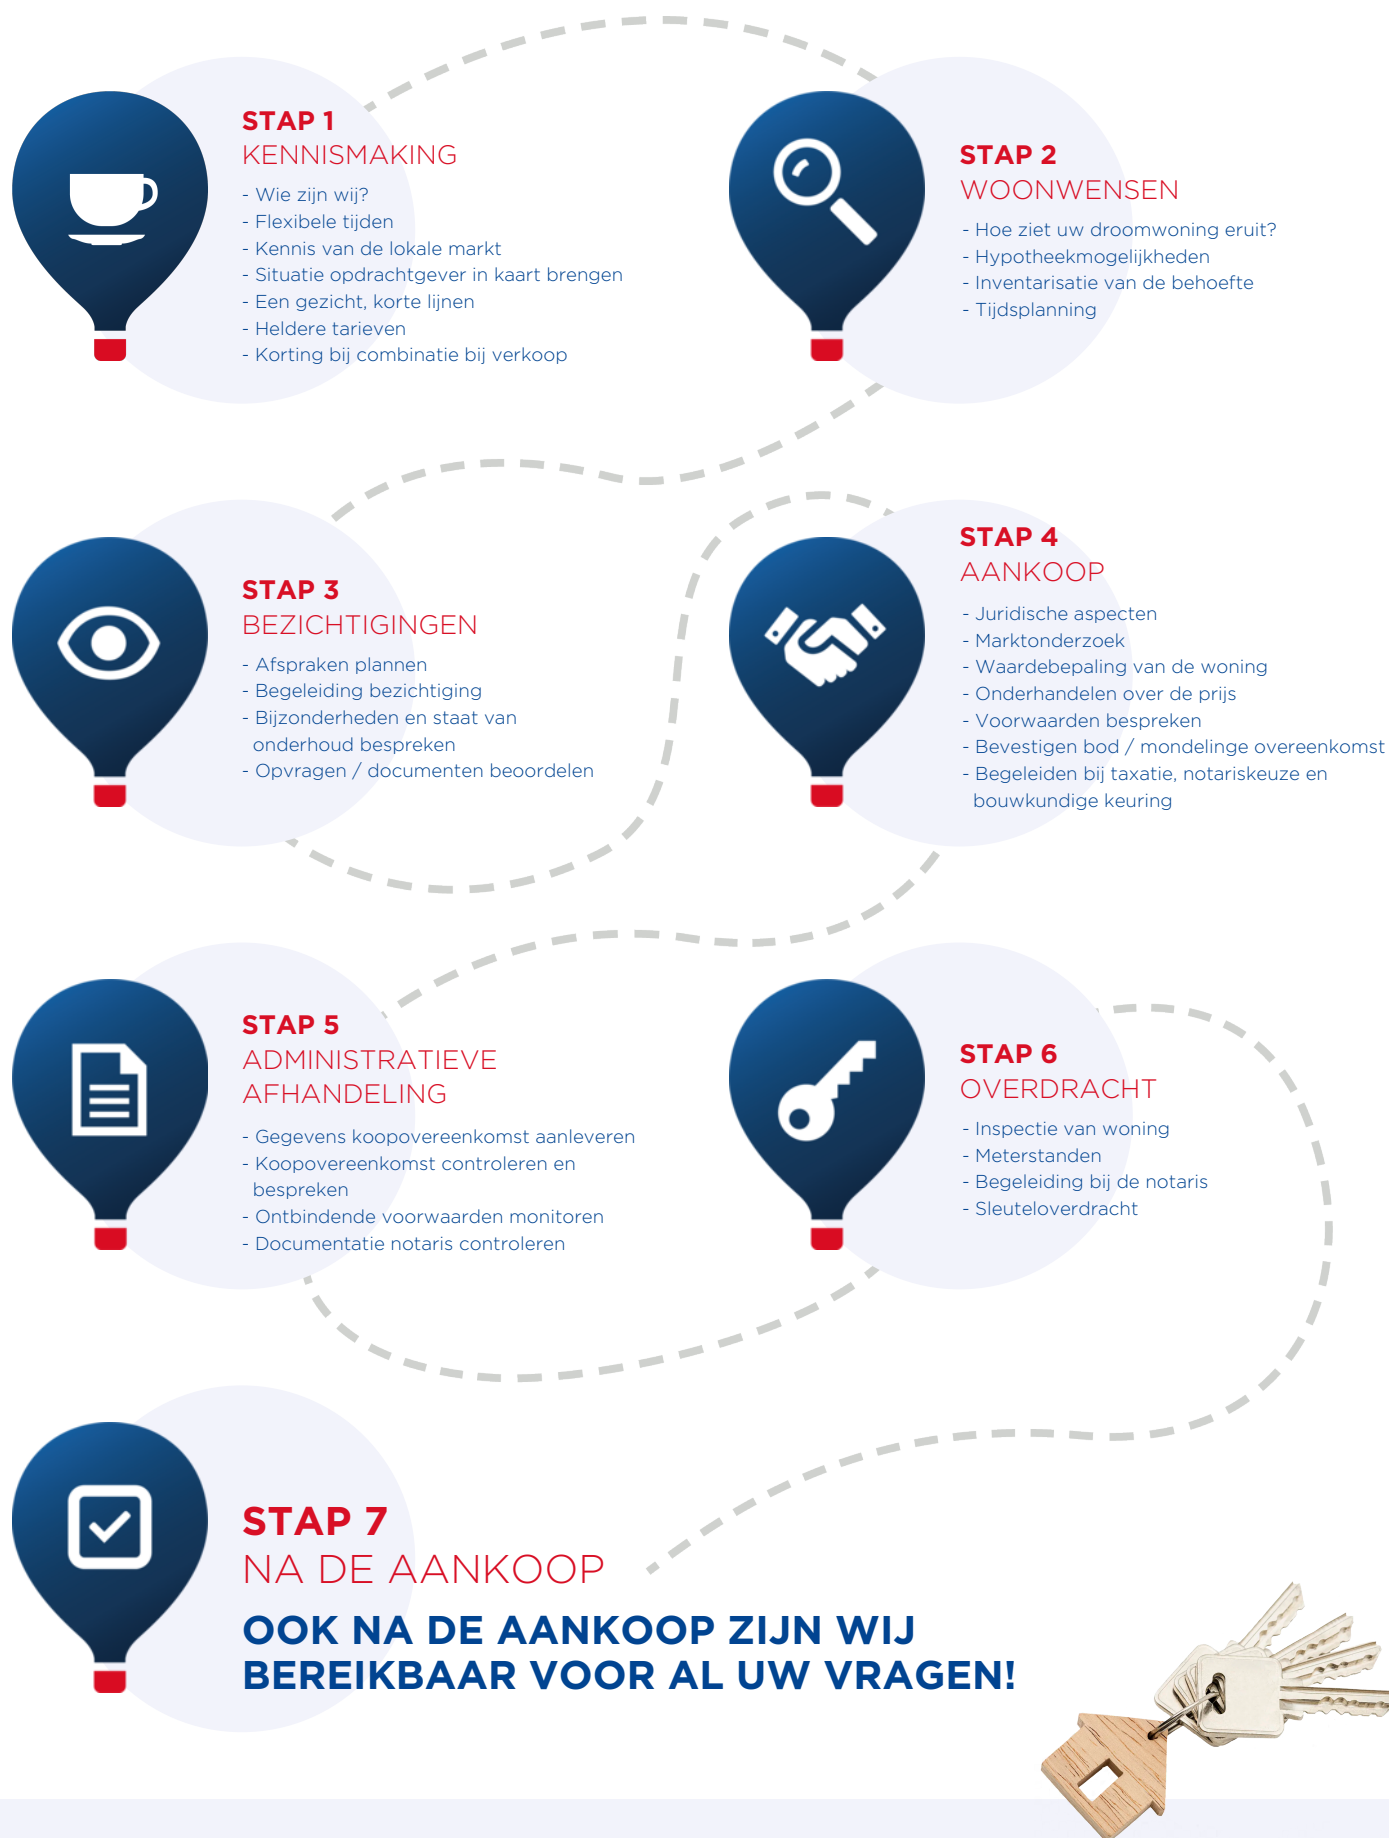 STAP 1
KENNISMAKING
- Wie zijn wij?
- Flexibele tijden
- Kennis van de lokale markt
- Situatie opdrachtgever in kaart brengen
- Een gezicht, korte lijnen
- Heldere tarieven
- Korting bij combinatie bij verkoop
STAP 2
WOONWENSEN
- Hoe ziet uw droomwoning eruit?
- Hypotheekmogelijkheden
- Inventarisatie van de behoefte
- Tijdsplanning
STAP 3
BEZICHTIGINGEN
- Afspraken plannen
- Begeleiding bezichtiging
- Bijzonderheden en staat van
onderhoud bespreken
- Opvragen / documenten beoordelen
STAP 4
AANKOOP
- Juridische aspecten
- Marktonderzoek
- Waardebepaling van de woning
- Onderhandelen over de prijs
- Voorwaarden bespreken
- Bevestigen bod / mondelinge overeenkomst
- Begeleiden bij taxatie, notariskeuze en
bouwkundige keuring
STAP 5
ADMINISTRATIEVE
AFHANDELING
- Gegevens koopovereenkomst aanleveren
- Koopovereenkomst controleren en
bespreken
- Ontbindende voorwaarden monitoren
- Documentatie notaris controleren
STAP 6
OVERDRACHT
- Inspectie van woning
- Meterstanden
- Begeleiding bij de notaris
- Sleuteloverdracht
STAP 7
NA DE AANKOOP
OOK NA DE AANKOOP ZIJN WIJ
BEREIKBAAR VOOR AL UW VRAGEN!